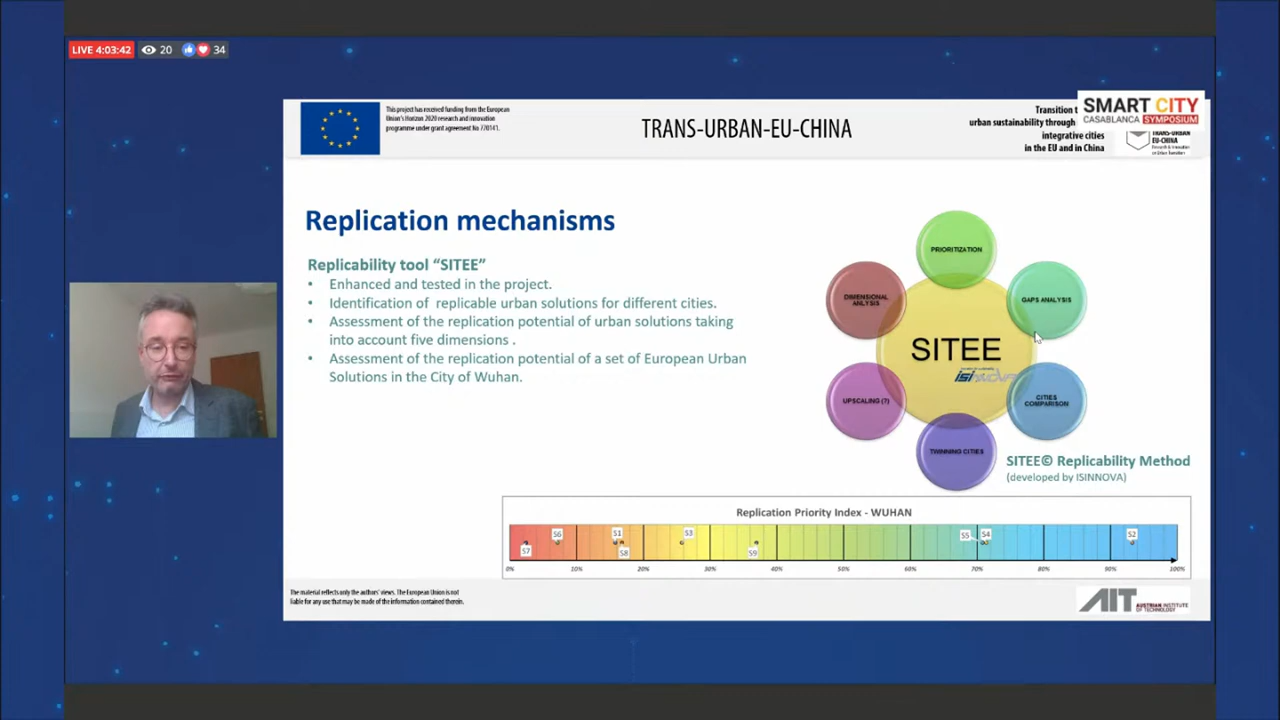 LIVE 4:03:42 20 34
This project has received funding from the European
Union's Horizon 2020 research and innovation
programme under grant agreement No 770141.
TRANS-URBAN-EU-CHINA
Transition t
urban sustainability through
integrative cities
in the EU and in China
SMART CITY
CASABLANCA SYMPOSIUM
TRANS-URBAN
EU-CHINA
Replication mechanisms
Replicability tool “SITEE”
• Enhanced and tested in the project.
• Identification of replicable urban solutions for different cities.
• Assessment of the replication potential of urban solutions taking
into account five dimensions .
• Assessment of the replication potential of a set of European Urban
Solutions in the City of Wuhan.
PRIORITIZATION
DIMENSIONAL
ANLYSIS
GAPS ANALYSIS
SITEE
isinnova
UPSCALING (?)
CITIES
COMPARISON
TWINNING CITIES
SITEE© Replicability Method
(developed by ISINNOVA)
Replication Priority Index - WUHAN
S7 S6 S1 S8 S3 S9 S5 S4 S2
0% 10% 20% 30% 40% 50% 60% 70% 80% 90% 100%
The material reflects only the authors' views. The European Union is not
liable for any use that may be made of the information contained therein.
AIT
AUSTRIAN INSTITUTE
OF TECHNOLOGY